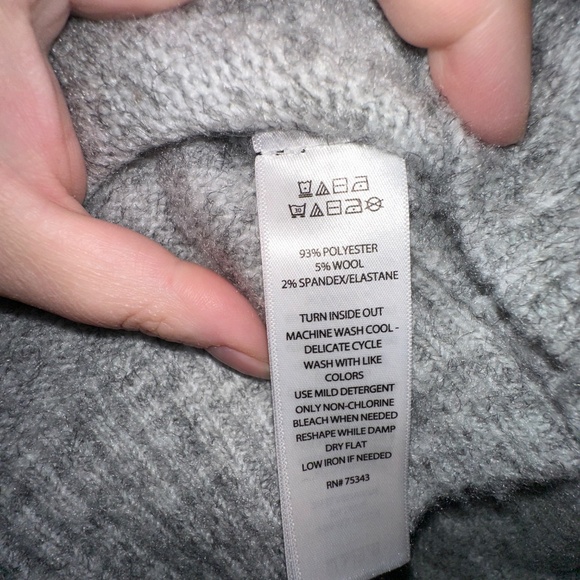 93% POLYESTER
5% WOOL
2% SPANDEX/ELASTANE
TURN INSIDE OUT
MACHINE WASH COOL -
DELICATE CYCLE
WASH WITH LIKE
COLORS
USE MILD DETERGENT
ONLY NON-CHLORINE
BLEACH WHEN NEEDED
RESHAPE WHILE DAMP
DRY FLAT
LOW IRON IF NEEDED
RN# 75343